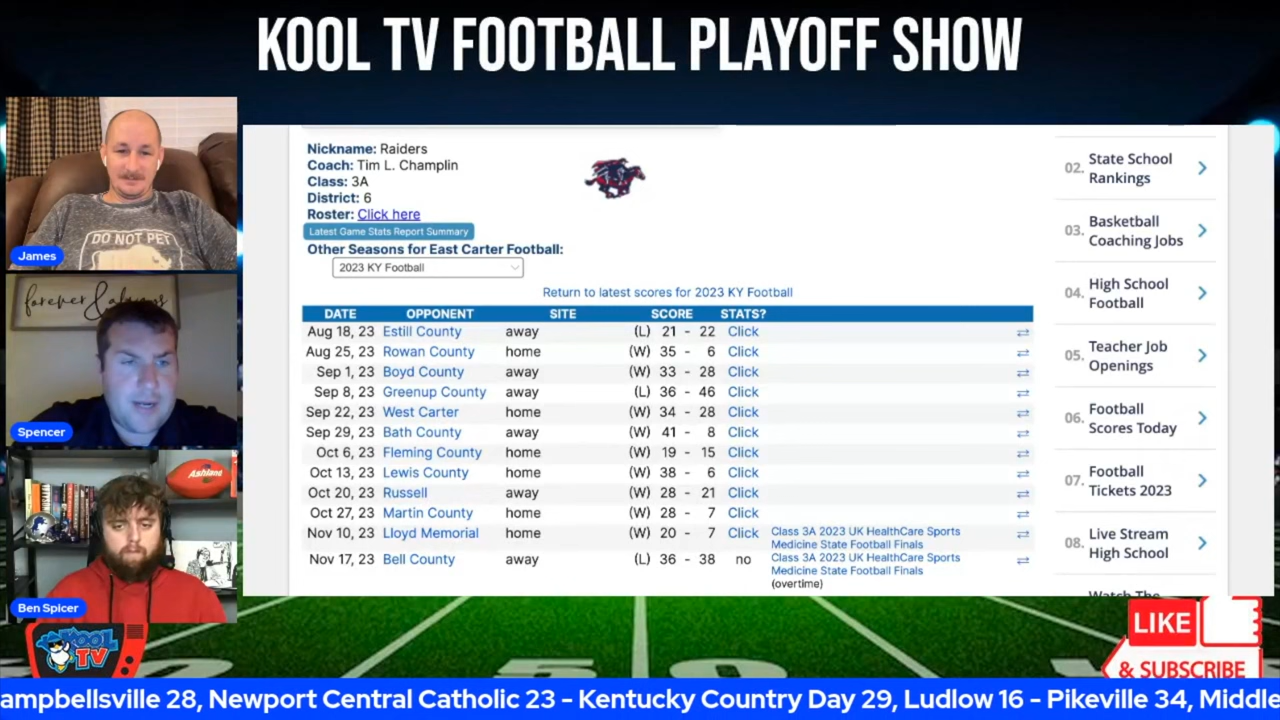 KOOL TV FOOTBALL PLAYOFF SHOW
DO NOT PET
James
forever & always
Spencer
Ashland
Ben Spicer
KOOL
TV
Nickname: Raiders
Coach: Tim L. Champlin
Class: 3A
District: 6
Roster: Click here
Latest Game Stats Report Summary
Other Seasons for East Carter Football:
2023 KY Football
Return to latest scores for 2023 KY Football
DATE OPPONENT SITE SCORE STATS?
Aug 18, 23 Estill County away (L) 21 - 22 Click
Aug 25, 23 Rowan County home (W) 35 - 6 Click
Sep 1, 23 Boyd County away (W) 33 - 28 Click
Sep 8, 23 Greenup County away (L) 36 - 46 Click
Sep 22, 23 West Carter home (W) 34 - 28 Click
Sep 29, 23 Bath County away (W) 41 - 8 Click
Oct 6, 23 Fleming County home (W) 19 - 15 Click
Oct 13, 23 Lewis County home (W) 38 - 6 Click
Oct 20, 23 Russell away (W) 28 - 21 Click
Oct 27, 23 Martin County home (W) 28 - 7 Click
Nov 10, 23 Lloyd Memorial home (W) 20 - 7 Click Class 3A 2023 UK HealthCare Sports
Medicine State Football Finals
Nov 17, 23 Bell County away (L) 36 - 38 no Class 3A 2023 UK HealthCare Sports
Medicine State Football Finals
(overtime)
02. State School
Rankings
03. Basketball
Coaching Jobs
04. High School
Football
05. Teacher Job
Openings
06. Football
Scores Today
07. Football
Tickets 2023
08. Live Stream
High School
Watch The
LIKE
& SUBSCRIBE
50
ampbellsville 28, Newport Central Catholic 23 - Kentucky Country Day 29, Ludlow 16 - Pikeville 34, Middle